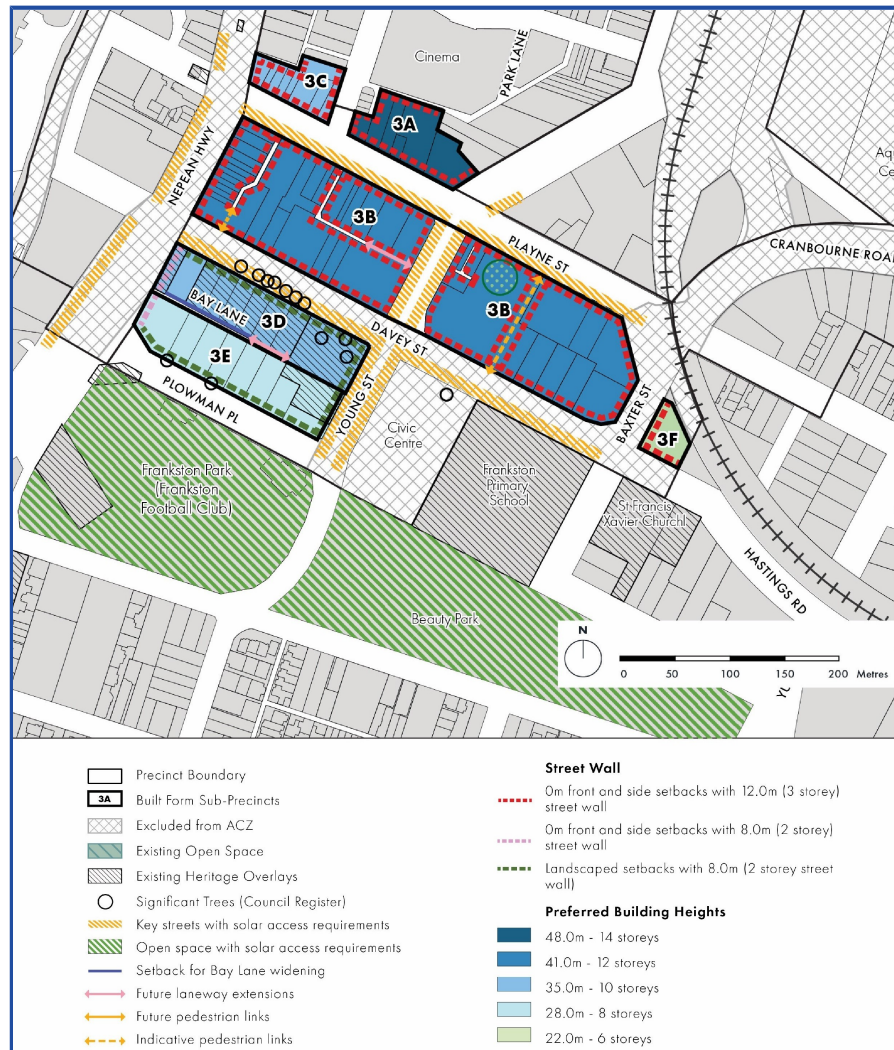 Cinema
PARK LANE
3C
3A
NEPEAN HWY
3B
PLAYNE ST
3B
CRANBOURNE ROAD
BAY LANE
3D
DAVEY ST
3E
PLOWMAN PL
YOUNG ST
BAXTER ST
3F
Civic
Centre
Frankston Park
(Frankston
Football Club)
Frankston
Primary
School
St Francis
Xavier Churchl
HASTINGS RD
Beauty Park
N
0 50 100 150 200 Metres
Precinct Boundary
3A Built Form Sub-Precincts
Excluded from ACZ
Existing Open Space
Existing Heritage Overlays
Significant Trees (Council Register)
Key streets with solar access requirements
Open space with solar access requirements
Setback for Bay Lane widening
Future laneway extensions
Future pedestrian links
Indicative pedestrian links
Street Wall
0m front and side setbacks with 12.0m (3 storey)
street wall
0m front and side setbacks with 8.0m (2 storey)
street wall
Landscaped setbacks with 8.0m (2 storey street
wall)
Preferred Building Heights
48.0m - 14 storeys
41.0m - 12 storeys
35.0m - 10 storeys
28.0m - 8 storeys
22.0m - 6 storeys